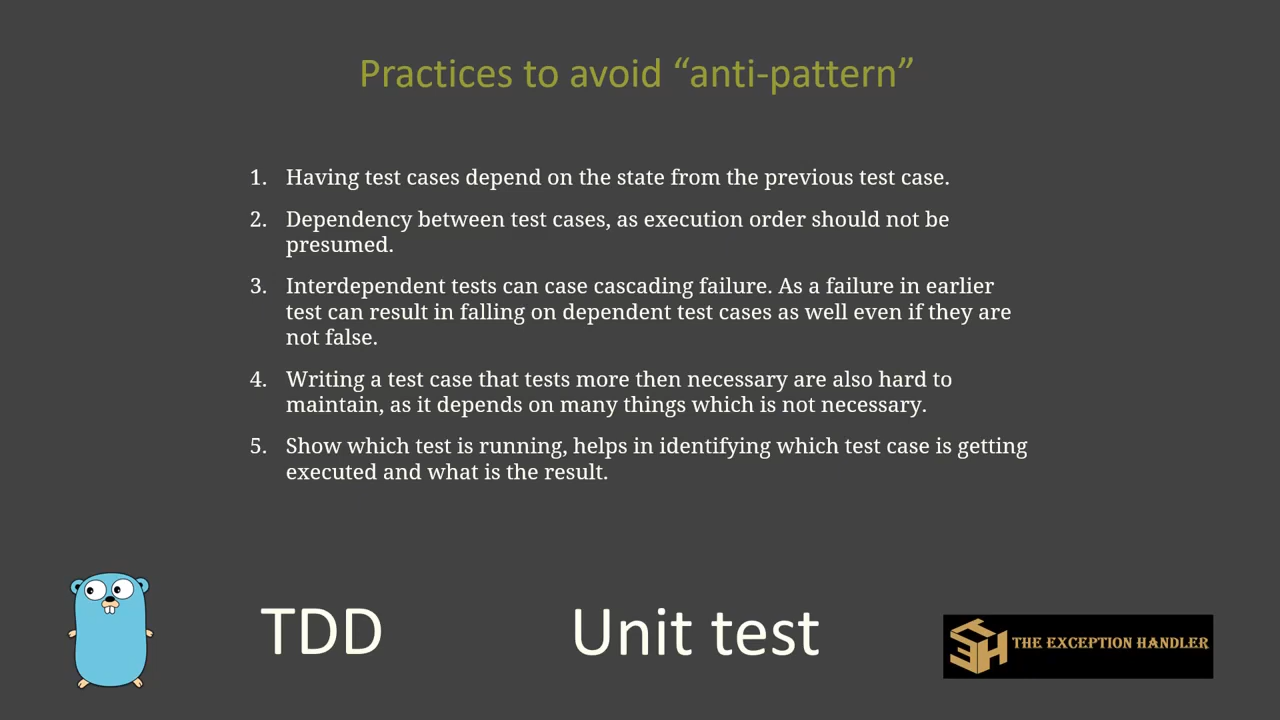 Practices to avoid “anti-pattern”
1. Having test cases depend on the state from the previous test case.
2. Dependency between test cases, as execution order should not be
presumed.
3. Interdependent tests can case cascading failure. As a failure in earlier
test can result in falling on dependent test cases as well even if they are
not false.
4. Writing a test case that tests more then necessary are also hard to
maintain, as it depends on many things which is not necessary.
5. Show which test is running, helps in identifying which test case is getting
executed and what is the result.
TDD
Unit test
TEH
THE EXCEPTION HANDLER